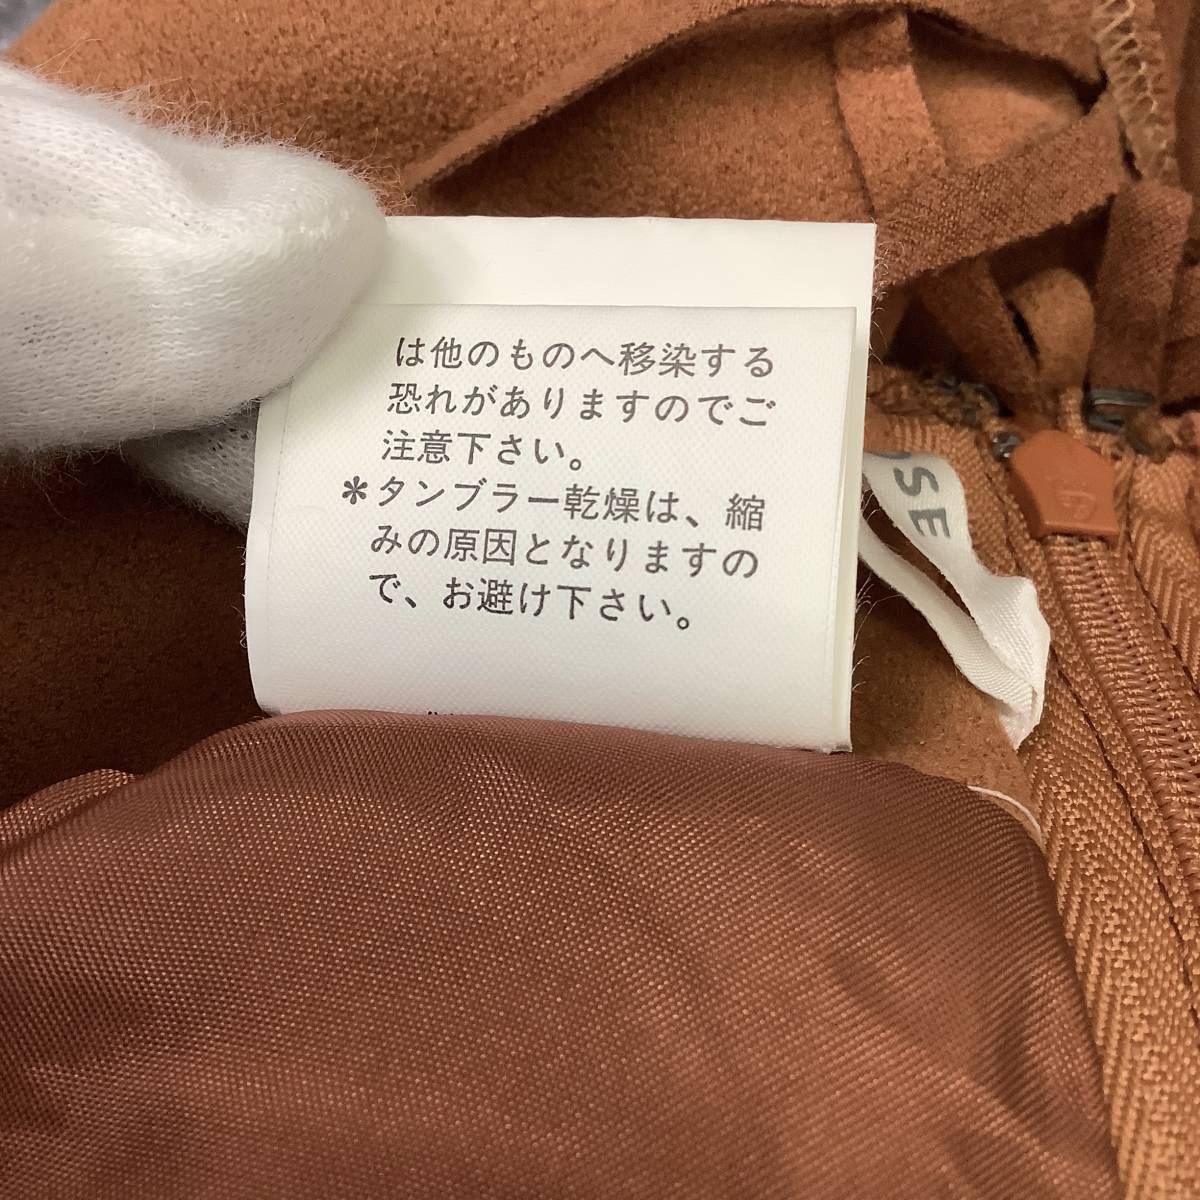 は他のものへ移染する
恐れがありますのでご
注意下さい。
＊タンブラー乾燥は、縮
みの原因となりますの
で、お避け下さい。
OSE